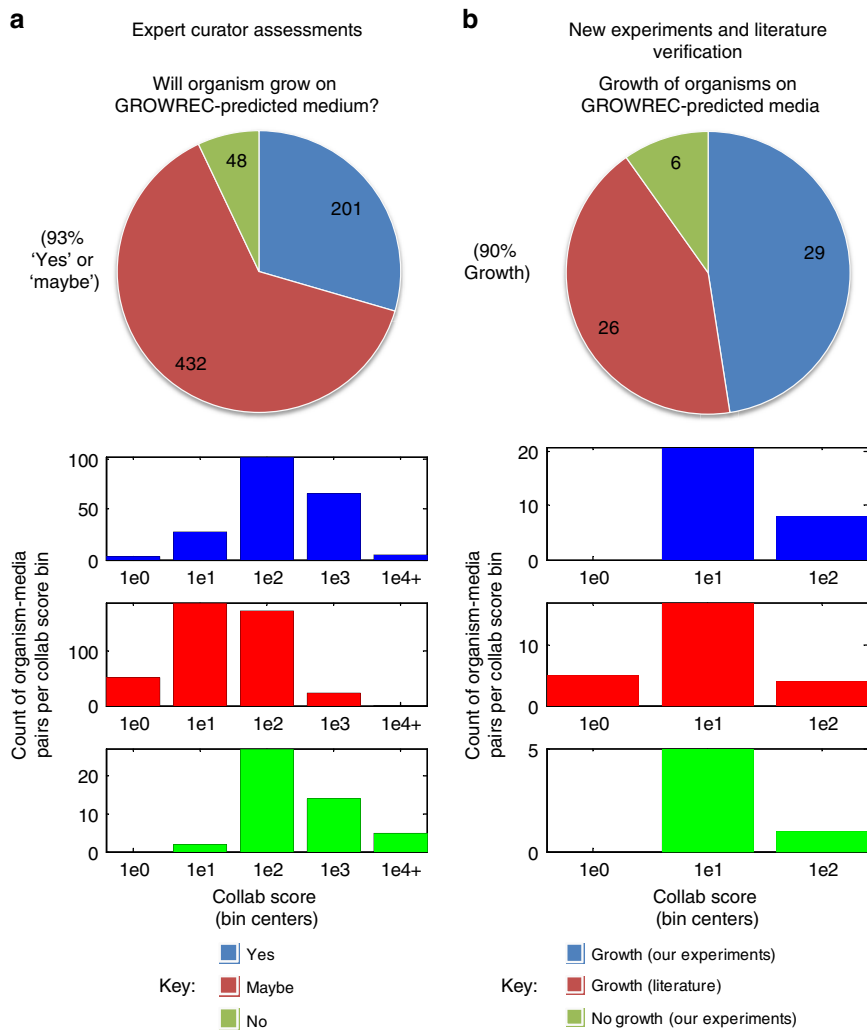 a
Expert curator assessments
Will organism grow on
GROWREC-predicted medium?
48
201
(93%
‘Yes’ or
‘maybe’)
432
Count of organism-media
pairs per collab score bin
100
50
0
1e0 1e1 1e2 1e3 1e4+
100
0
1e0 1e1 1e2 1e3 1e4+
20
10
0
1e0 1e1 1e2 1e3 1e4+
Collab score
(bin centers)
Key:
Yes
Maybe
No
b
New experiments and literature
verification
Growth of organisms on
GROWREC-predicted media
6
29
(90%
Growth)
26
Count of organism-media
pairs per collab score bin
20
10
0
1e0 1e1 1e2
10
0
1e0 1e1 1e2
5
0
1e0 1e1 1e2
Collab score
(bin centers)
Key:
Growth (our experiments)
Growth (literature)
No growth (our experiments)